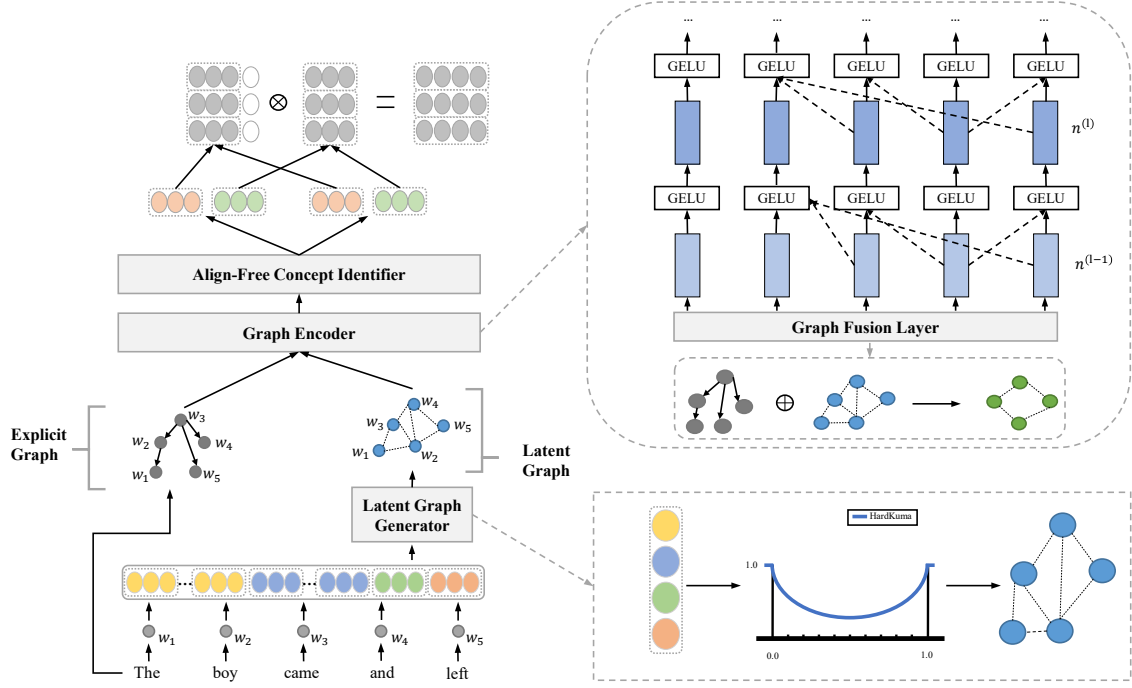 Align-Free Concept Identifier
Graph Encoder
Explicit
Graph
w₃
w₂
w₄
w₁
w₅
w₄
w₃
w₅
w₁
w₂
Latent
Graph
Latent Graph
Generator
w₁
w₂
w₃
w₄
w₅
The
boy
came
and
left
...
...
...
...
...
GELU
GELU
GELU
GELU
GELU
n⁽ˡ⁾
GELU
GELU
GELU
GELU
GELU
n⁽ˡ⁻¹⁾
Graph Fusion Layer
HardKuma
1.0
0.0
1.0